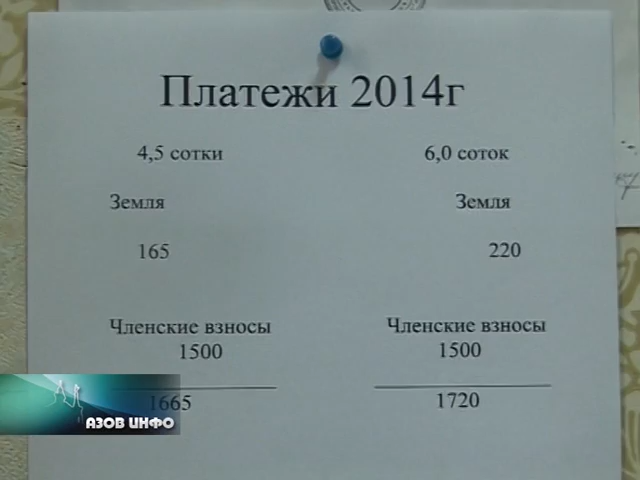 Платежи 2014г
4,5 сотки
6,0 соток
Земля
Земля
165
220
Членские взносы
Членские взносы
1500
1500
1665
1720
АЗОВ ИНФО